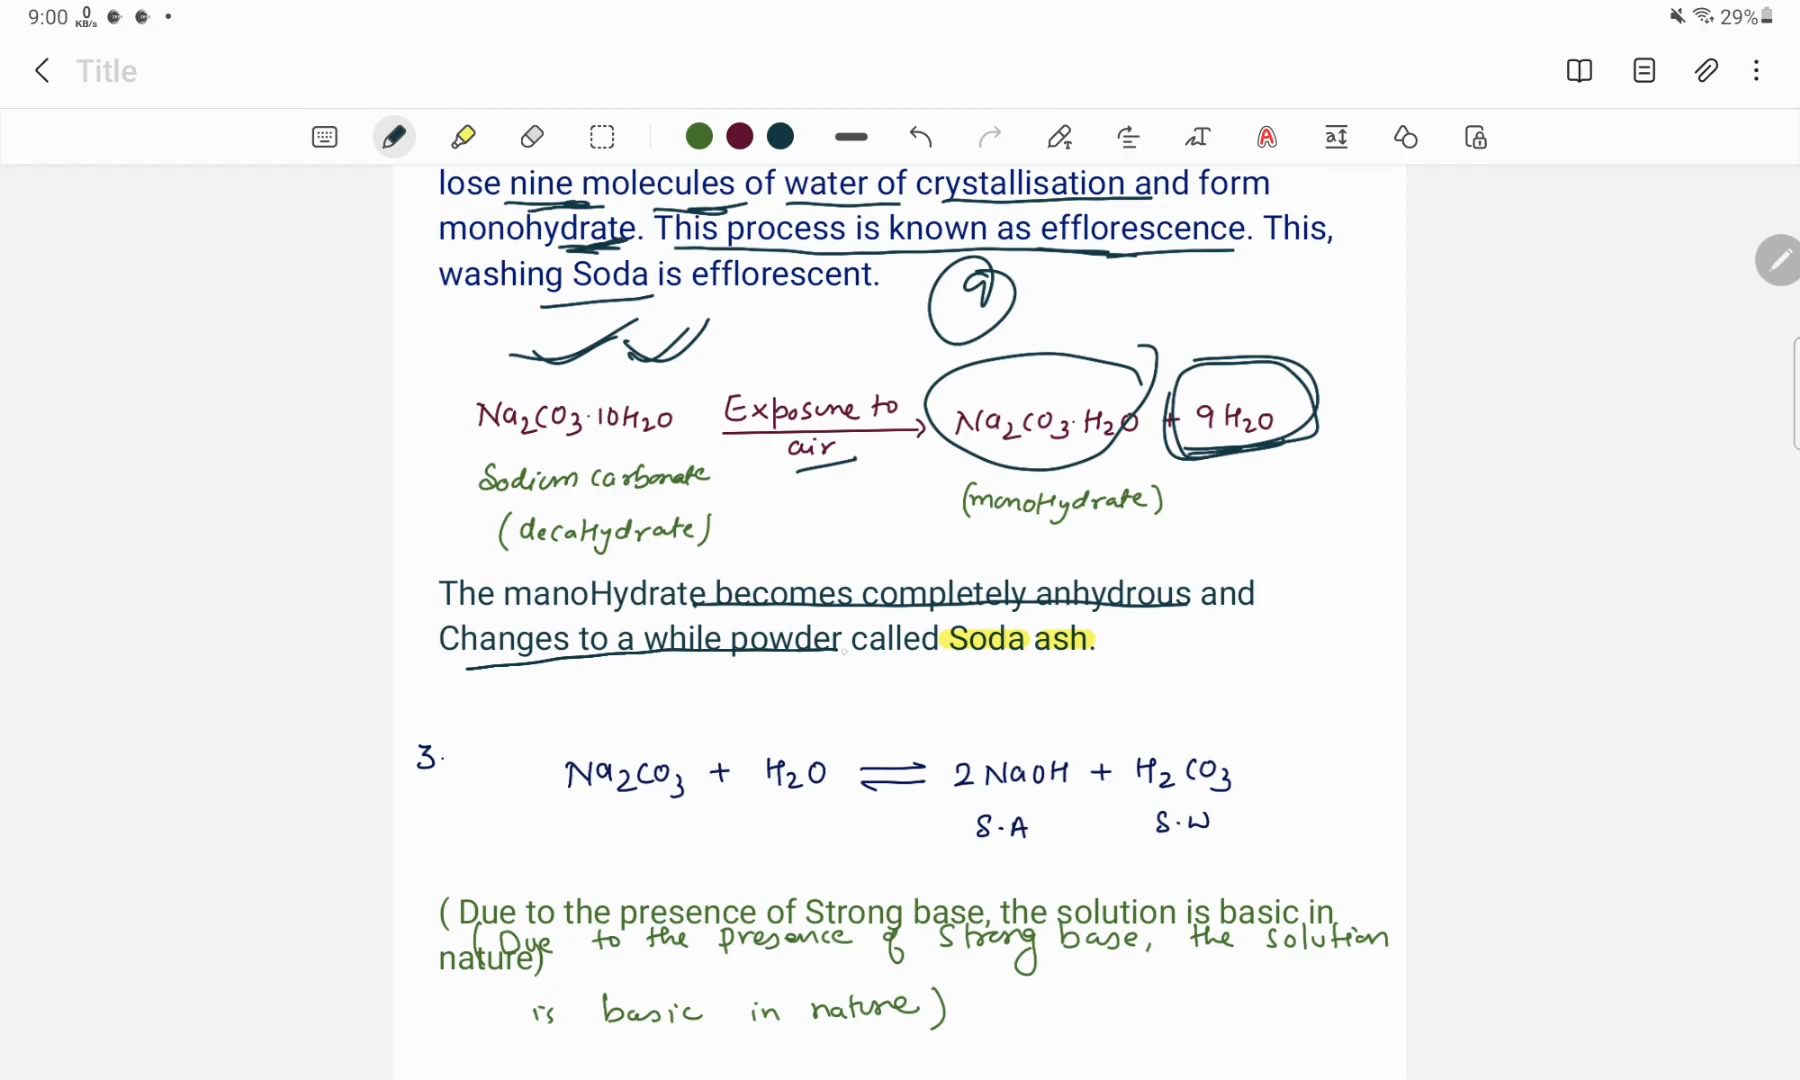 9:00 0 KB/s 29%
Title
lose nine molecules of water of crystallisation and form
monohydrate. This process is known as efflorescence. This,
washing Soda is efflorescent.
9
Na2CO3·10H2O Exposure to air Na2CO3·H2O + 9H2O
Sodium carbonate (monoHydrate)
(decaHydrate)
The manoHydrate becomes completely anhydrous and
Changes to a while powder called Soda ash.
3.
Na2CO3 + H2O ⇌ 2NaOH + H2CO3
S.A S.W
( Due to the presence of Strong base, the solution is basic in
nature)
( Due to the presence of strong base, the solution
is basic in nature )